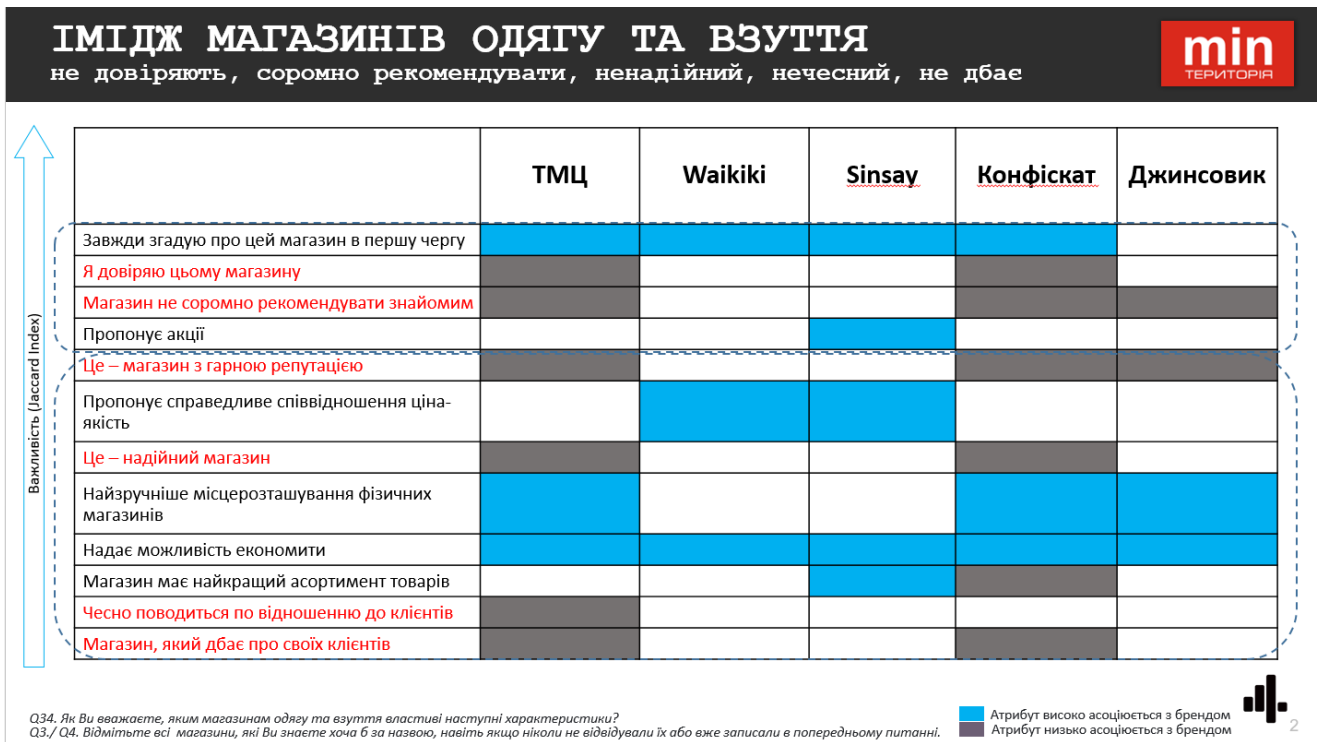 ІМІДЖ МАГАЗИНІВ ОДЯГУ ТА ВЗУТТЯ
не довіряють, соромно рекомендувати, ненадійний, нечесний, не дбає
min
ТЕРИТОРІЯ
ТМЦ Waikiki Sinsay Конфіскат Джинсовик
Важливість (Jaccard Index)
Завжди згадую про цей магазин в першу чергу
Я довіряю цьому магазину
Магазин не соромно рекомендувати знайомим
Пропонує акції
Це – магазин з гарною репутацією
Пропонує справедливе співвідношення ціна-
якість
Це – надійний магазин
Найзручніше місцерозташування фізичних
магазинів
Надає можливість економити
Магазин має найкращий асортимент товарів
Чесно поводиться по відношенню до клієнтів
Магазин, який дбає про своїх клієнтів
Q34. Як Ви вважаєте, яким магазинам одягу та взуття властиві наступні характеристики?
Q3./ Q4. Відмітьте всі магазини, які Ви знаєте хоча б за назвою, навіть якщо ніколи не відвідували їх або вже записали в попередньому питанні.
Атрибут високо асоціюється з брендом
Атрибут низько асоціюється з брендом
2